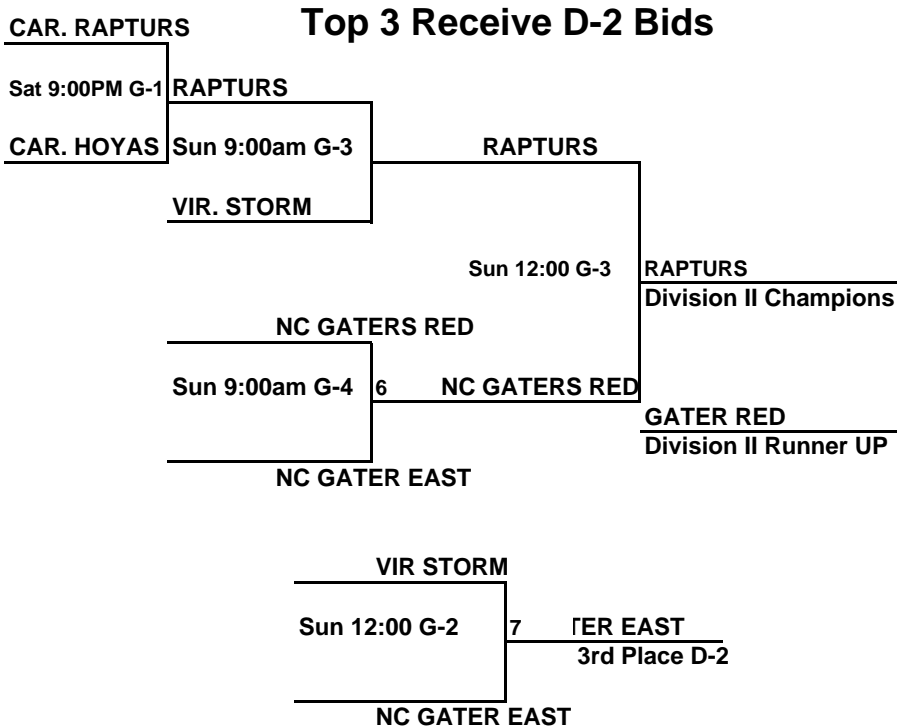 Top 3 Receive D-2 Bids
CAR. RAPTURS
Sat 9:00PM G-1
RAPTURS
CAR. HOYAS
Sun 9:00am G-3
RAPTURS
VIR. STORM
Sun 12:00 G-3
RAPTURS
Division II Champions
NC GATERS RED
Sun 9:00am G-4
6
NC GATERS RED
GATER RED
Division II Runner UP
NC GATER EAST
VIR STORM
Sun 12:00 G-2
7
TER EAST
3rd Place D-2
NC GATER EAST